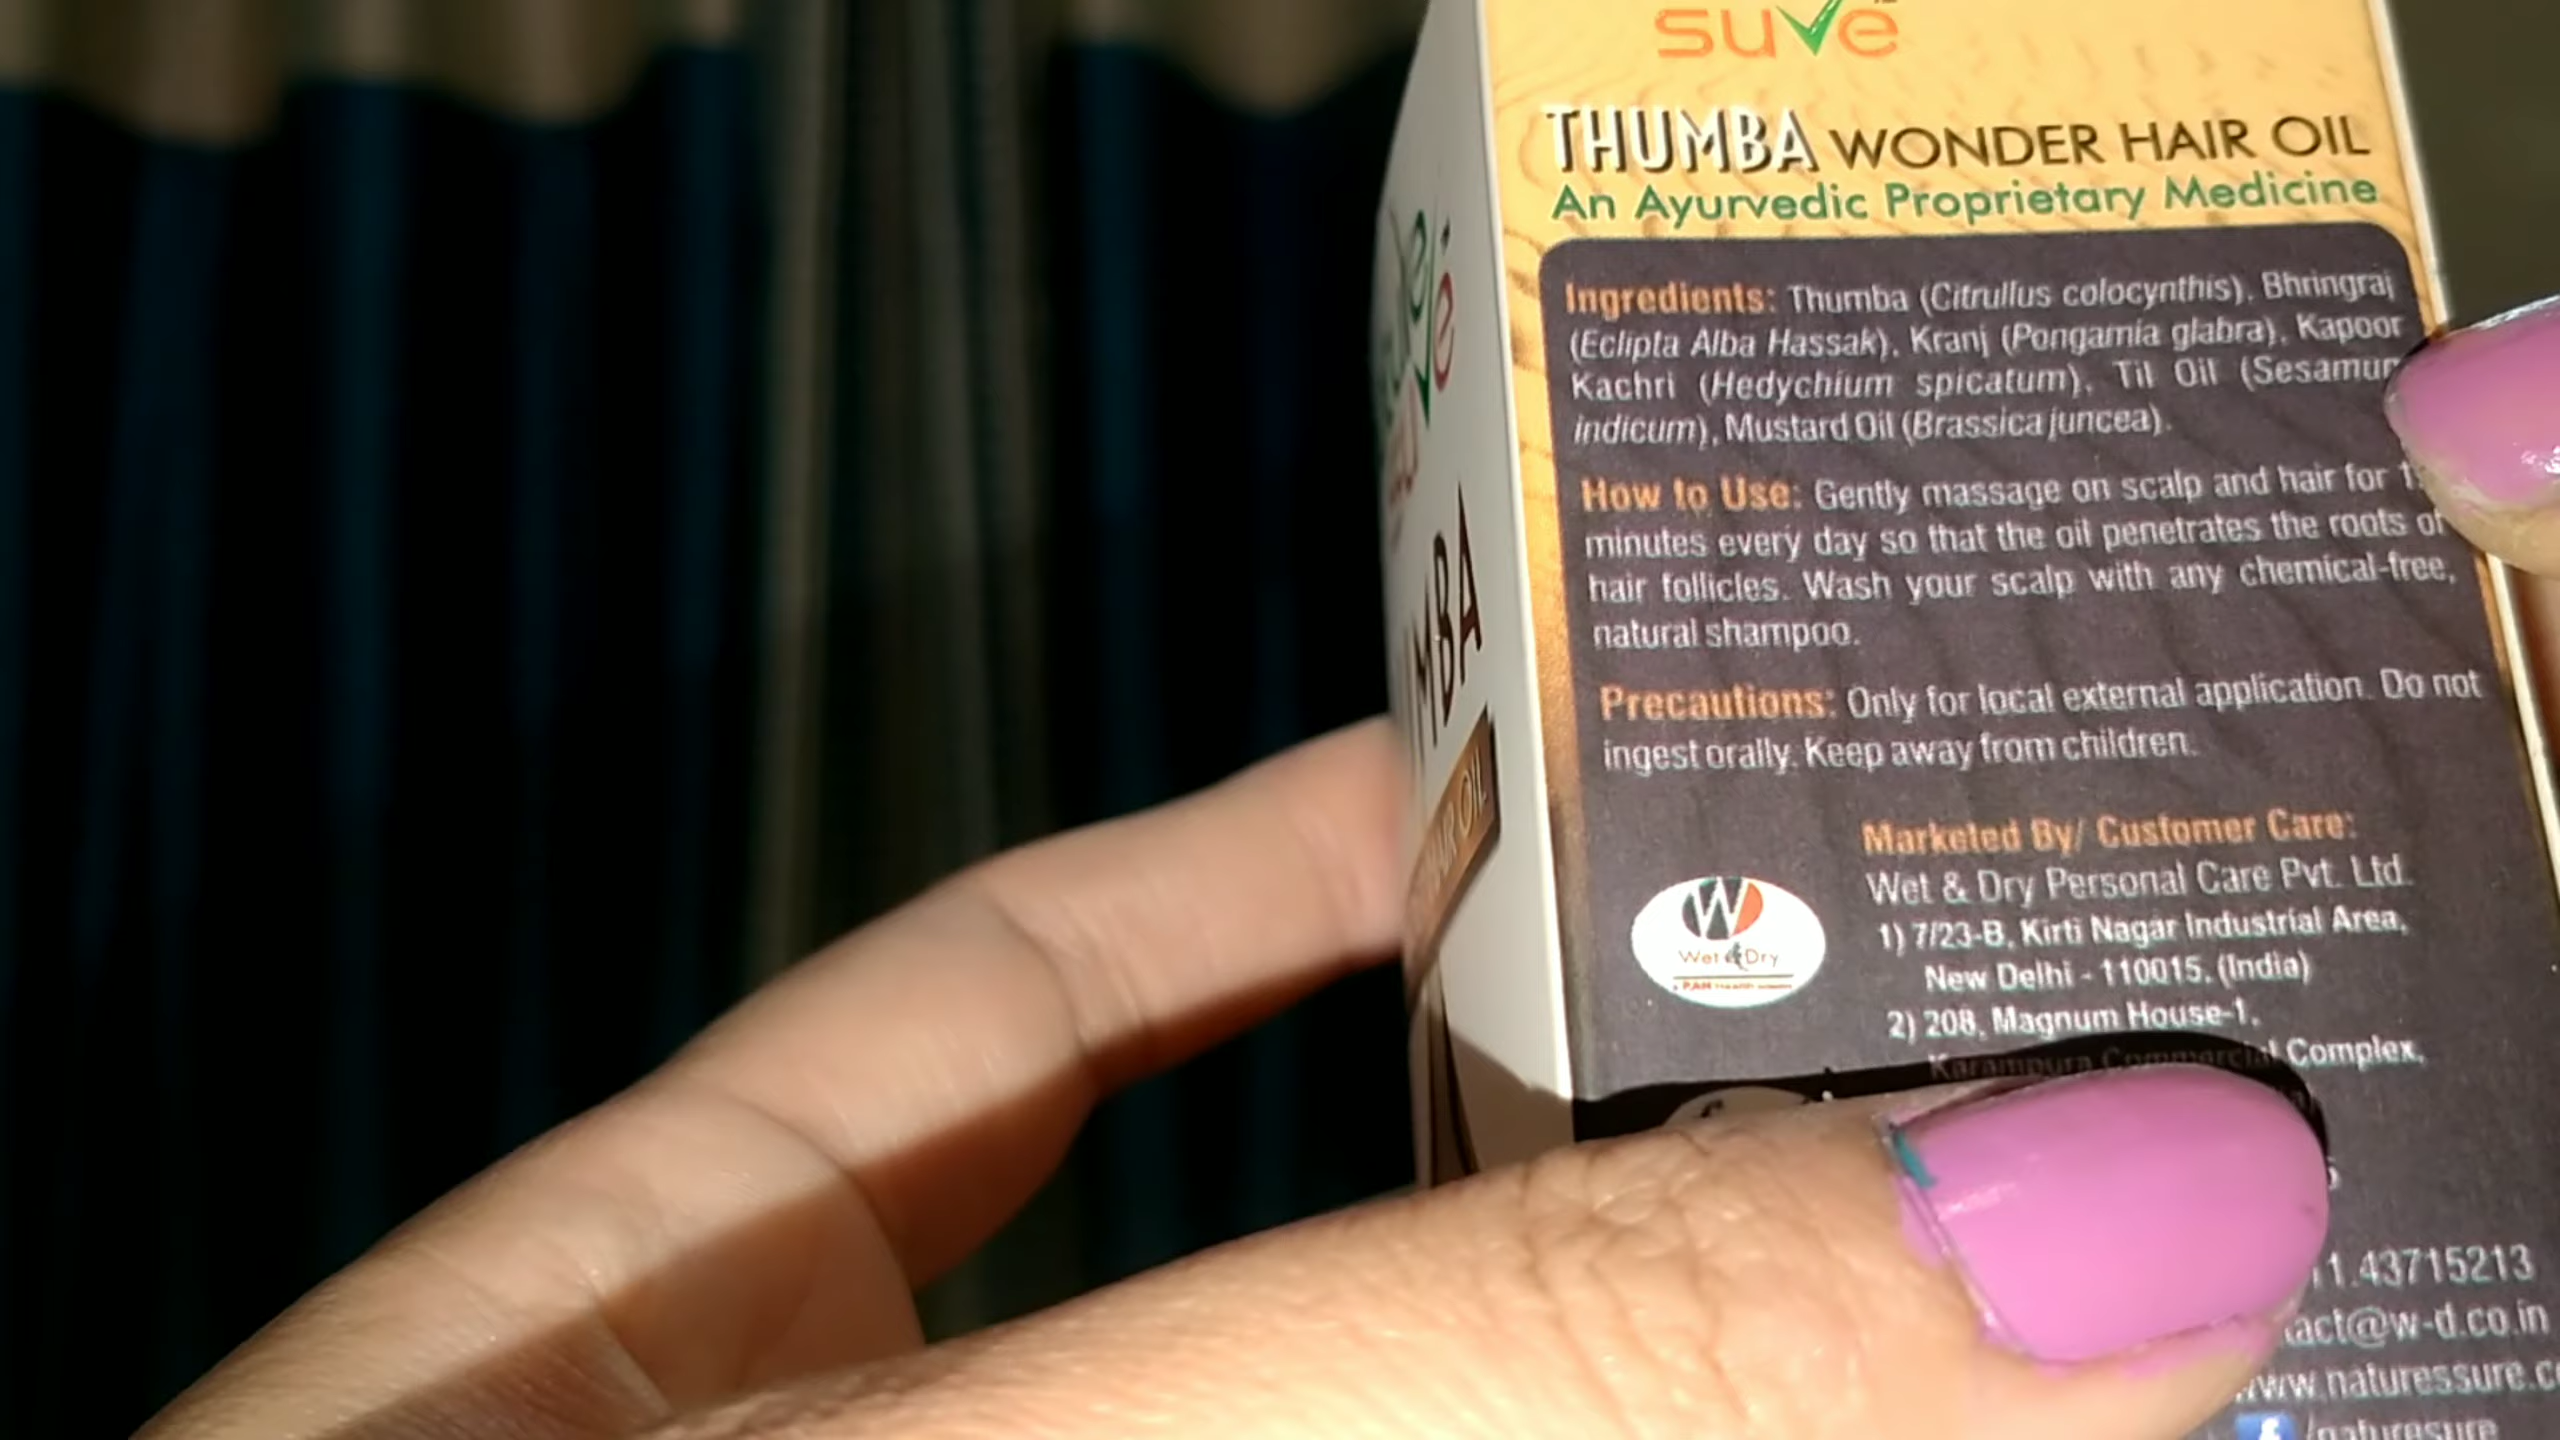 suve
THUMBA WONDER HAIR OIL
An Ayurvedic Proprietary Medicine
Ingredients: Thumba (Citrullus colocynthis), Bhringraj
(Eclipta Alba Hassak), Kranj (Pongamia glabra), Kapoor
Kachri (Hedychium spicatum), Til Oil (Sesamum
indicum), Mustard Oil (Brassica juncea).
How to Use: Gently massage on scalp and hair for
minutes every day so that the oil penetrates the roots of
hair follicles. Wash your scalp with any chemical-free,
natural shampoo.
Precautions: Only for local external application. Do not
ingest orally. Keep away from children.
Marketed By/ Customer Care:
Wet & Dry Personal Care Pvt. Ltd.
1) 7/23-B, Kirti Nagar Industrial Area,
New Delhi - 110015, (India)
2) 208, Magnum House-1,
Karampura Commercial Complex,
Wet & Dry
43715213
@w-d.co.in
www.naturessure
/naturesure
MBA
HAIR OIL